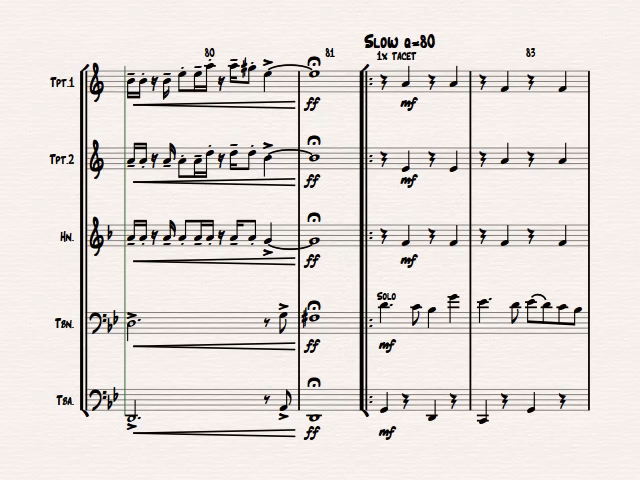 Slow q=80
80
81
1x tacet
83
Tpt.1
ff
mf
Tpt.2
ff
mf
Hn.
ff
mf
Solo
Tbn.
ff
mf
Tba.
ff
mf